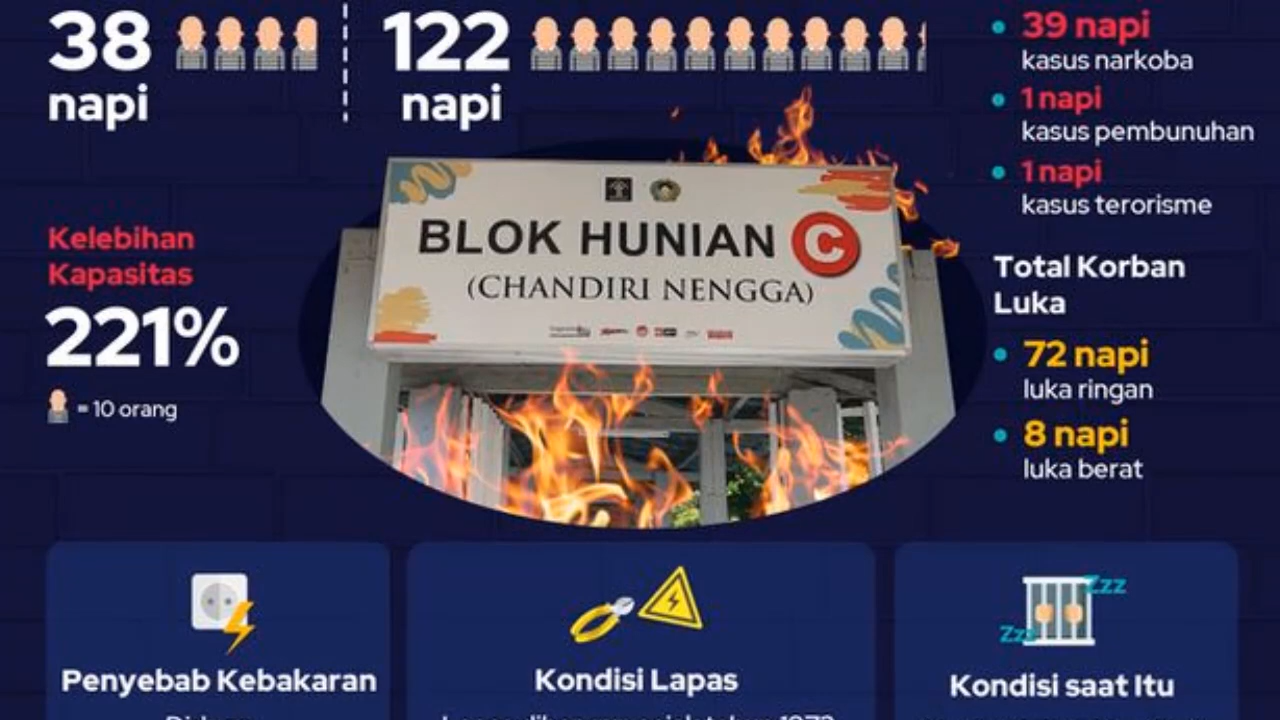 38
napi
122
napi
39 napi
kasus narkoba
1 napi
kasus pembunuhan
1 napi
kasus terorisme
Kelebihan
Kapasitas
221%
= 10 orang
BLOK HUNIAN C
(CHANDIRI NENGGA)
Total Korban
Luka
72 napi
luka ringan
8 napi
luka berat
Zzz
Zzz
Penyebab Kebakaran
Kondisi Lapas
Kondisi saat Itu